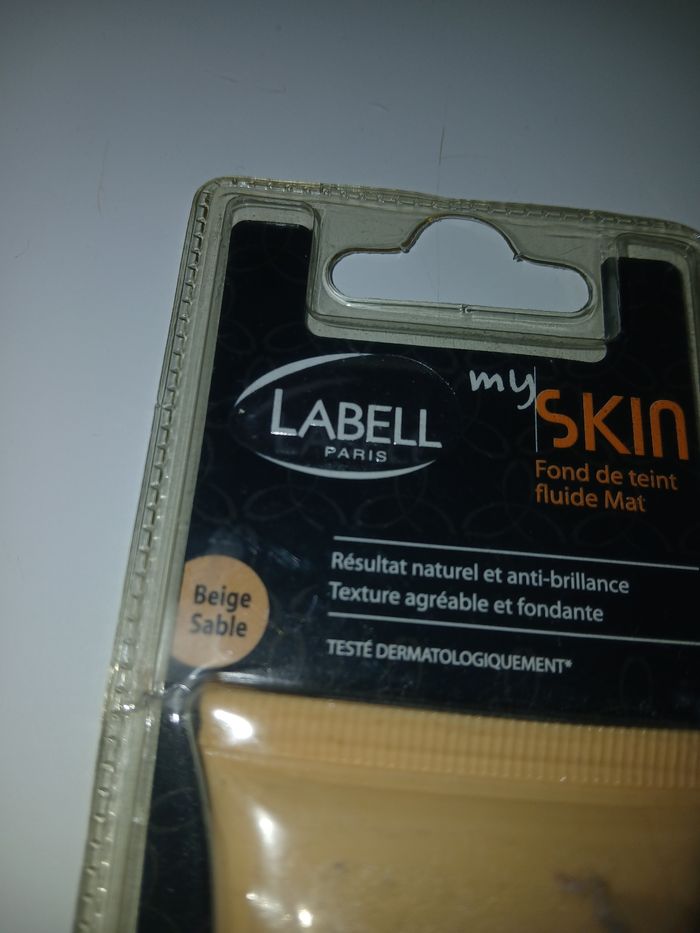 LABELL
PARIS
my SKIN
Fond de teint
fluide Mat
Résultat naturel et anti-brillance
Texture agréable et fondante
Beige
Sable
TESTÉ DERMATOLOGIQUEMENT*